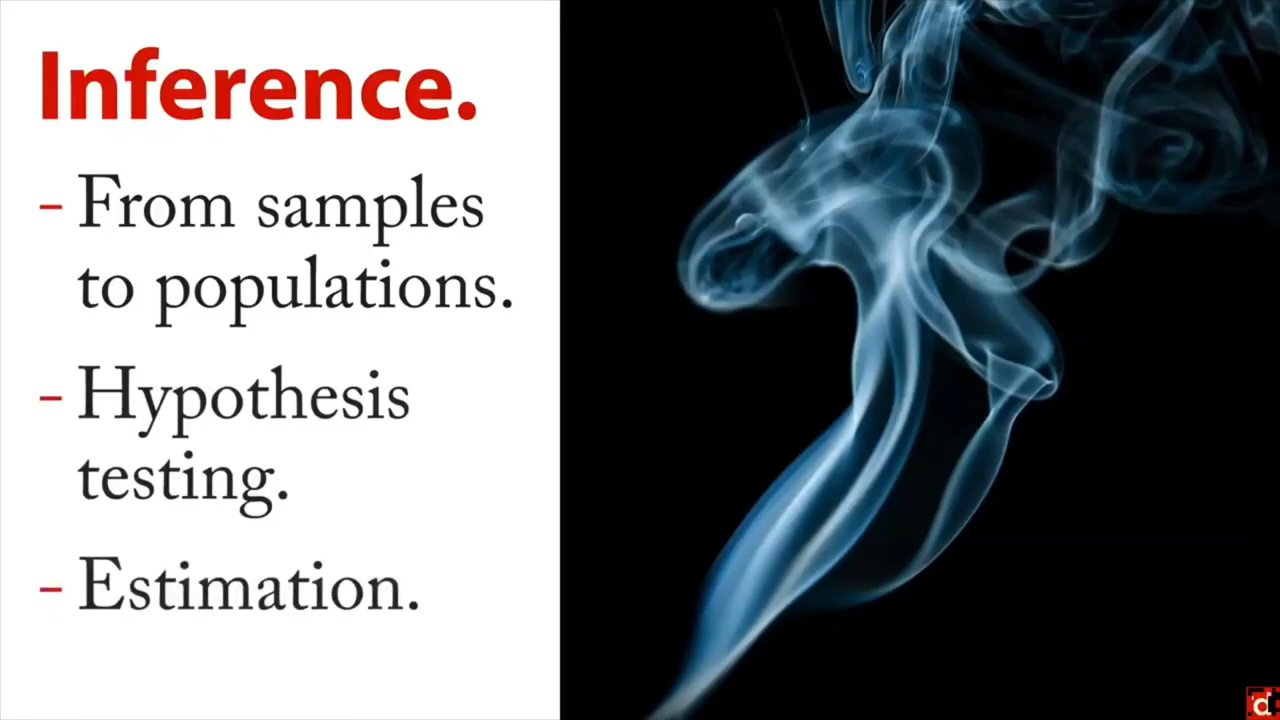 Inference.
- From samples
to populations.
- Hypothesis
testing.
- Estimation.
d